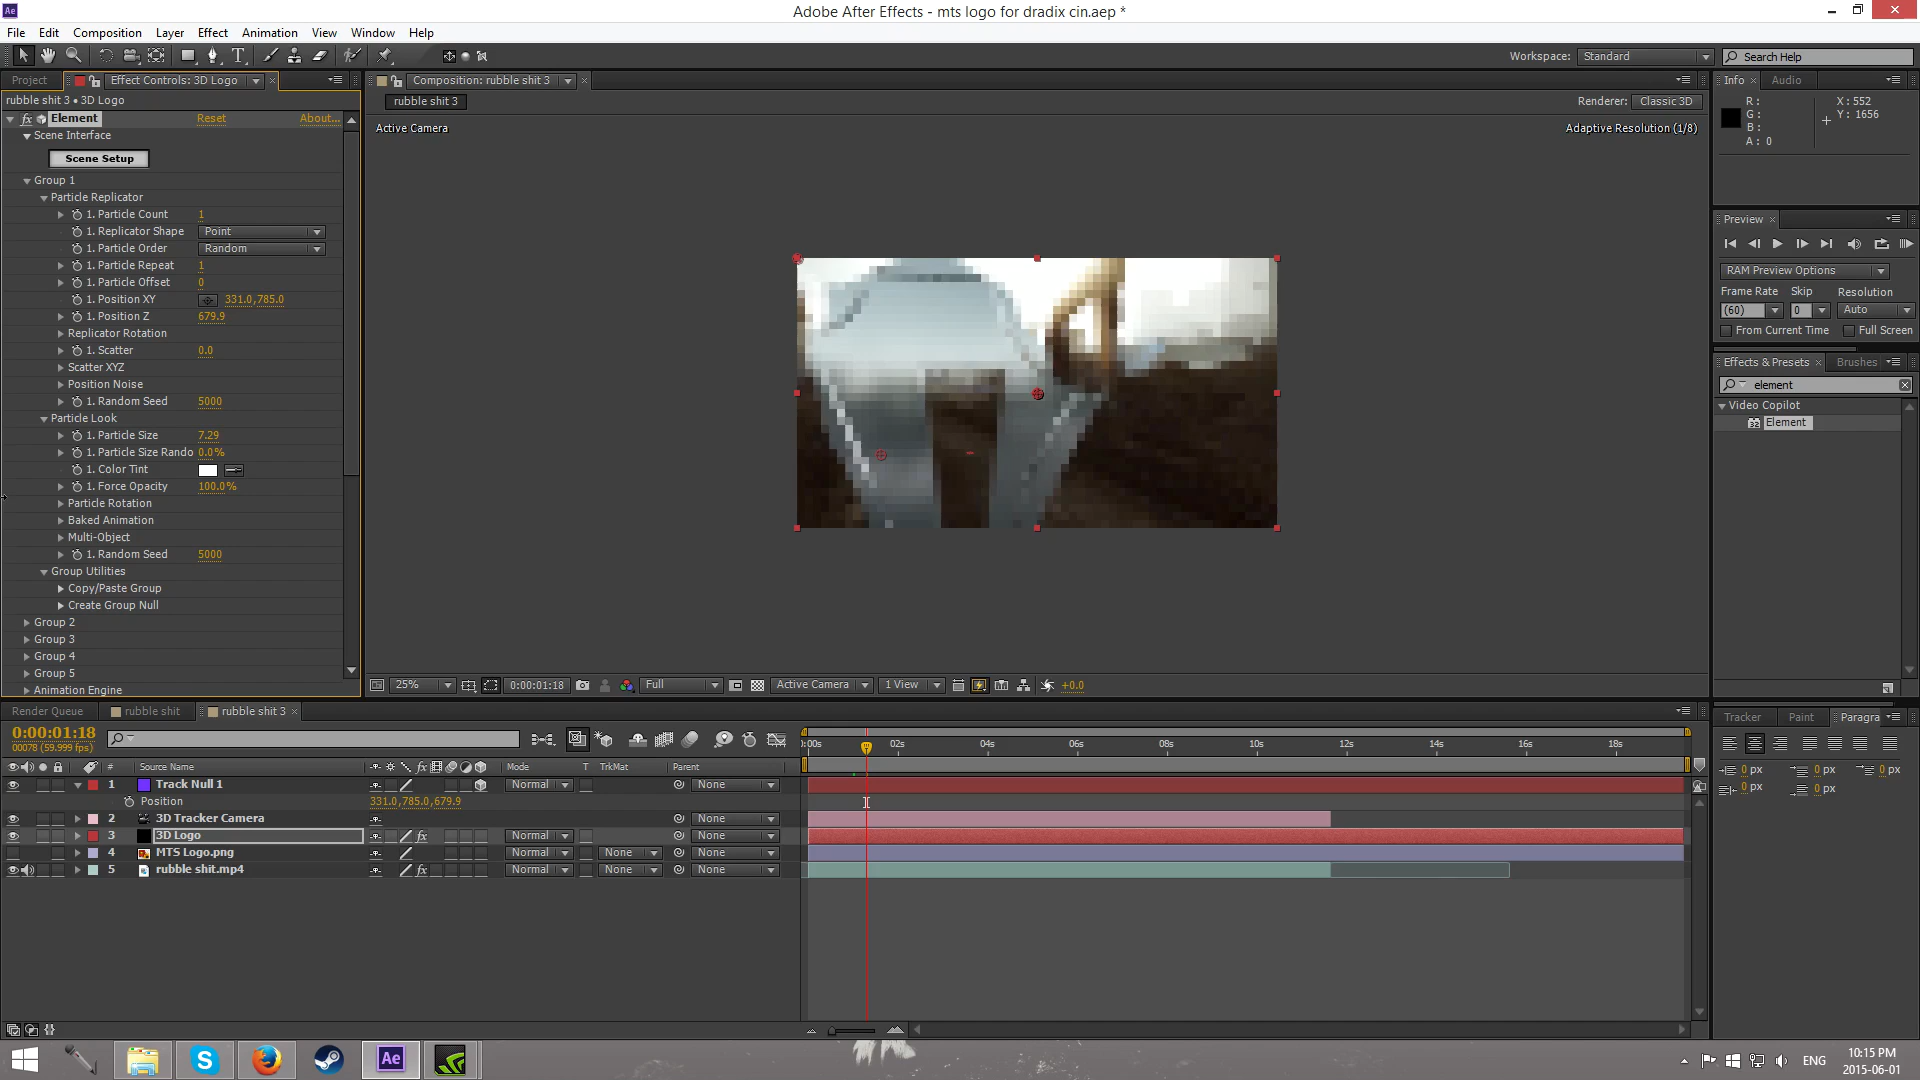 Ae Adobe After Effects - mts logo for dradix cin.aep *
File Edit Composition Layer Effect Animation View Window Help
Workspace: Standard Search Help
Project Effect Controls: 3D Logo
rubble shit 3 • 3D Logo
fx Element Reset About...
Scene Interface
Scene Setup
Group 1
Particle Replicator
1. Particle Count 1
1. Replicator Shape Point
1. Particle Order Random
1. Particle Repeat 1
1. Particle Offset 0
1. Position XY 331.0,785.0
1. Position Z 679.9
Replicator Rotation
1. Scatter 0.0
Scatter XYZ
Position Noise
1. Random Seed 5000
Particle Look
1. Particle Size 7.29
1. Particle Size Rando 0.0%
1. Color Tint
1. Force Opacity 100.0%
Particle Rotation
Baked Animation
Multi-Object
1. Random Seed 5000
Group Utilities
Copy/Paste Group
Create Group Null
Group 2
Group 3
Group 4
Group 5
Animation Engine
Composition: rubble shit 3
rubble shit 3 Renderer: Classic 3D
Active Camera Adaptive Resolution (1/8)
25% 0:00:01:18 Full Active Camera 1 View +0.0
Info Audio
R: X: 552
G: Y: 1656
B:
A: 0
Preview
RAM Preview Options
Frame Rate Skip Resolution
(60) 0 Auto
From Current Time Full Screen
Effects & Presets Brushes
element
Video Copilot
32 Element
Tracker Paint Paragra
0 px 0 px 0 px
0 px 0 px
Render Queue rubble shit rubble shit 3
0:00:01:18
00078 (59.999 fps)
# Source Name fx Mode T TrkMat Parent
:00s 02s 04s 06s 08s 10s 12s 14s 16s 18s
1 Track Null 1 Normal None
Position 331.0,785.0,679.9
2 3D Tracker Camera None
3 3D Logo fx Normal None
4 MTS Logo.png Normal None None
5 rubble shit.mp4 fx Normal None None
Ae ENG 10:15 PM
2015-06-01